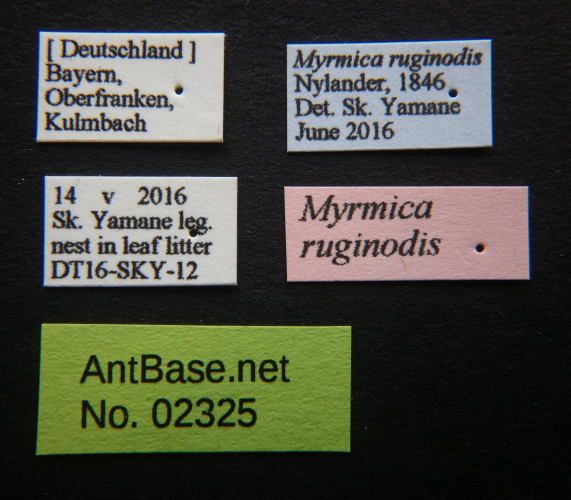 [ Deutschland ]
Bayern,
Oberfranken,
Kulmbach
Myrmica ruginodis
Nylander, 1846
Det. Sk. Yamane
June 2016
14 v 2016
Sk. Yamane leg.
nest in leaf litter
DT16-SKY-12
Myrmica
ruginodis
AntBase.net
No. 02325